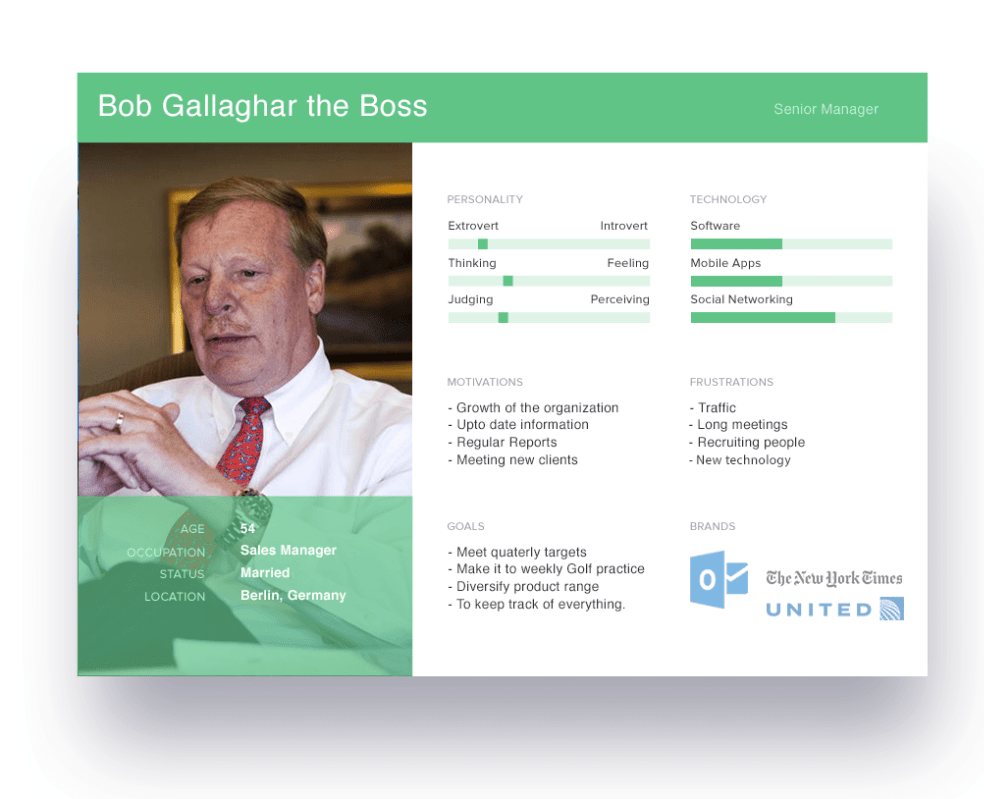 Bob Gallaghar the Boss
Senior Manager
AGE 54
OCCUPATION Sales Manager
STATUS Married
LOCATION Berlin, Germany
PERSONALITY
Extrovert Introvert
Thinking Feeling
Judging Perceiving
TECHNOLOGY
Software
Mobile Apps
Social Networking
MOTIVATIONS
- Growth of the organization
- Upto date information
- Regular Reports
- Meeting new clients
FRUSTRATIONS
- Traffic
- Long meetings
- Recruiting people
- New technology
GOALS
- Meet quaterly targets
- Make it to weekly Golf practice
- Diversify product range
- To keep track of everything.
BRANDS
O
The New York Times
UNITED